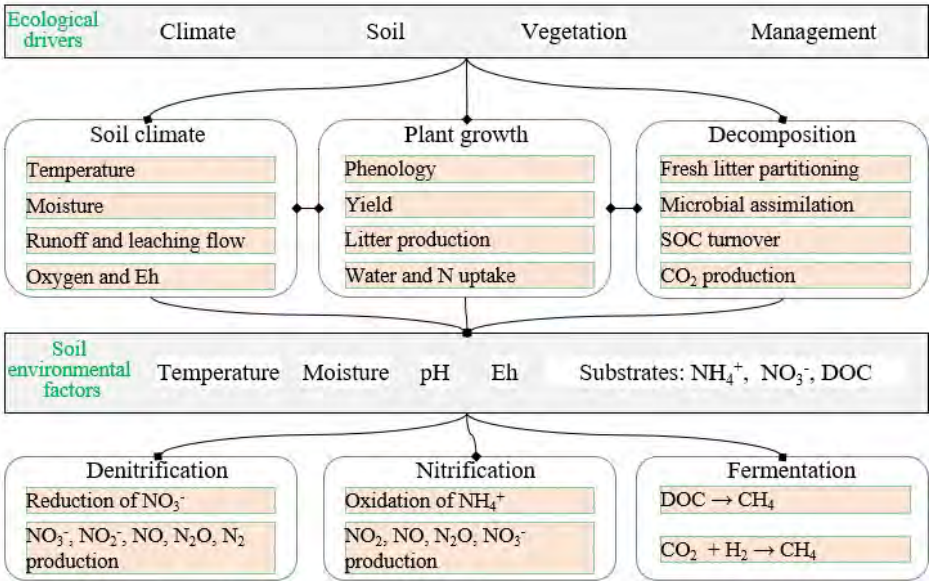 Ecological
drivers
Climate Soil Vegetation Management
Soil climate
Temperature
Moisture
Runoff and leaching flow
Oxygen and Eh
Plant growth
Phenology
Yield
Litter production
Water and N uptake
Decomposition
Fresh litter partitioning
Microbial assimilation
SOC turnover
CO₂ production
Soil
environmental
factors
Temperature Moisture pH Eh Substrates: NH₄⁺, NO₃⁻, DOC
Denitrification
Reduction of NO₃⁻
NO₃⁻, NO₂⁻, NO, N₂O, N₂
production
Nitrification
Oxidation of NH₄⁺
NO₂, NO, N₂O, NO₃⁻
production
Fermentation
DOC → CH₄
CO₂ + H₂ → CH₄